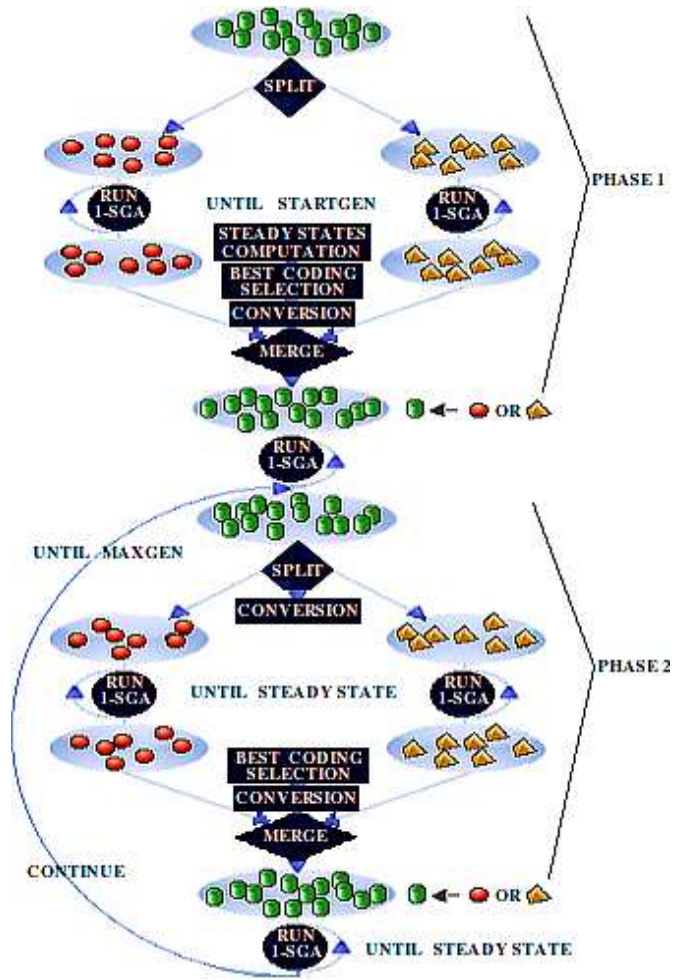 SPLIT
PHASE 1
RUN
1-SGA
UNTIL STARTGEN
RUN
1-SGA
STEADY STATES
COMPUTATION
BEST CODING
SELECTION
CONVERSION
MERGE
OR
RUN
1-SGA
UNTIL MAXGEN
SPLIT
CONVERSION
PHASE 2
RUN
1-SGA
UNTIL STEADY STATE
RUN
1-SGA
BEST CODING
SELECTION
CONVERSION
MERGE
CONTINUE
OR
RUN
1-SGA
UNTIL STEADY STATE